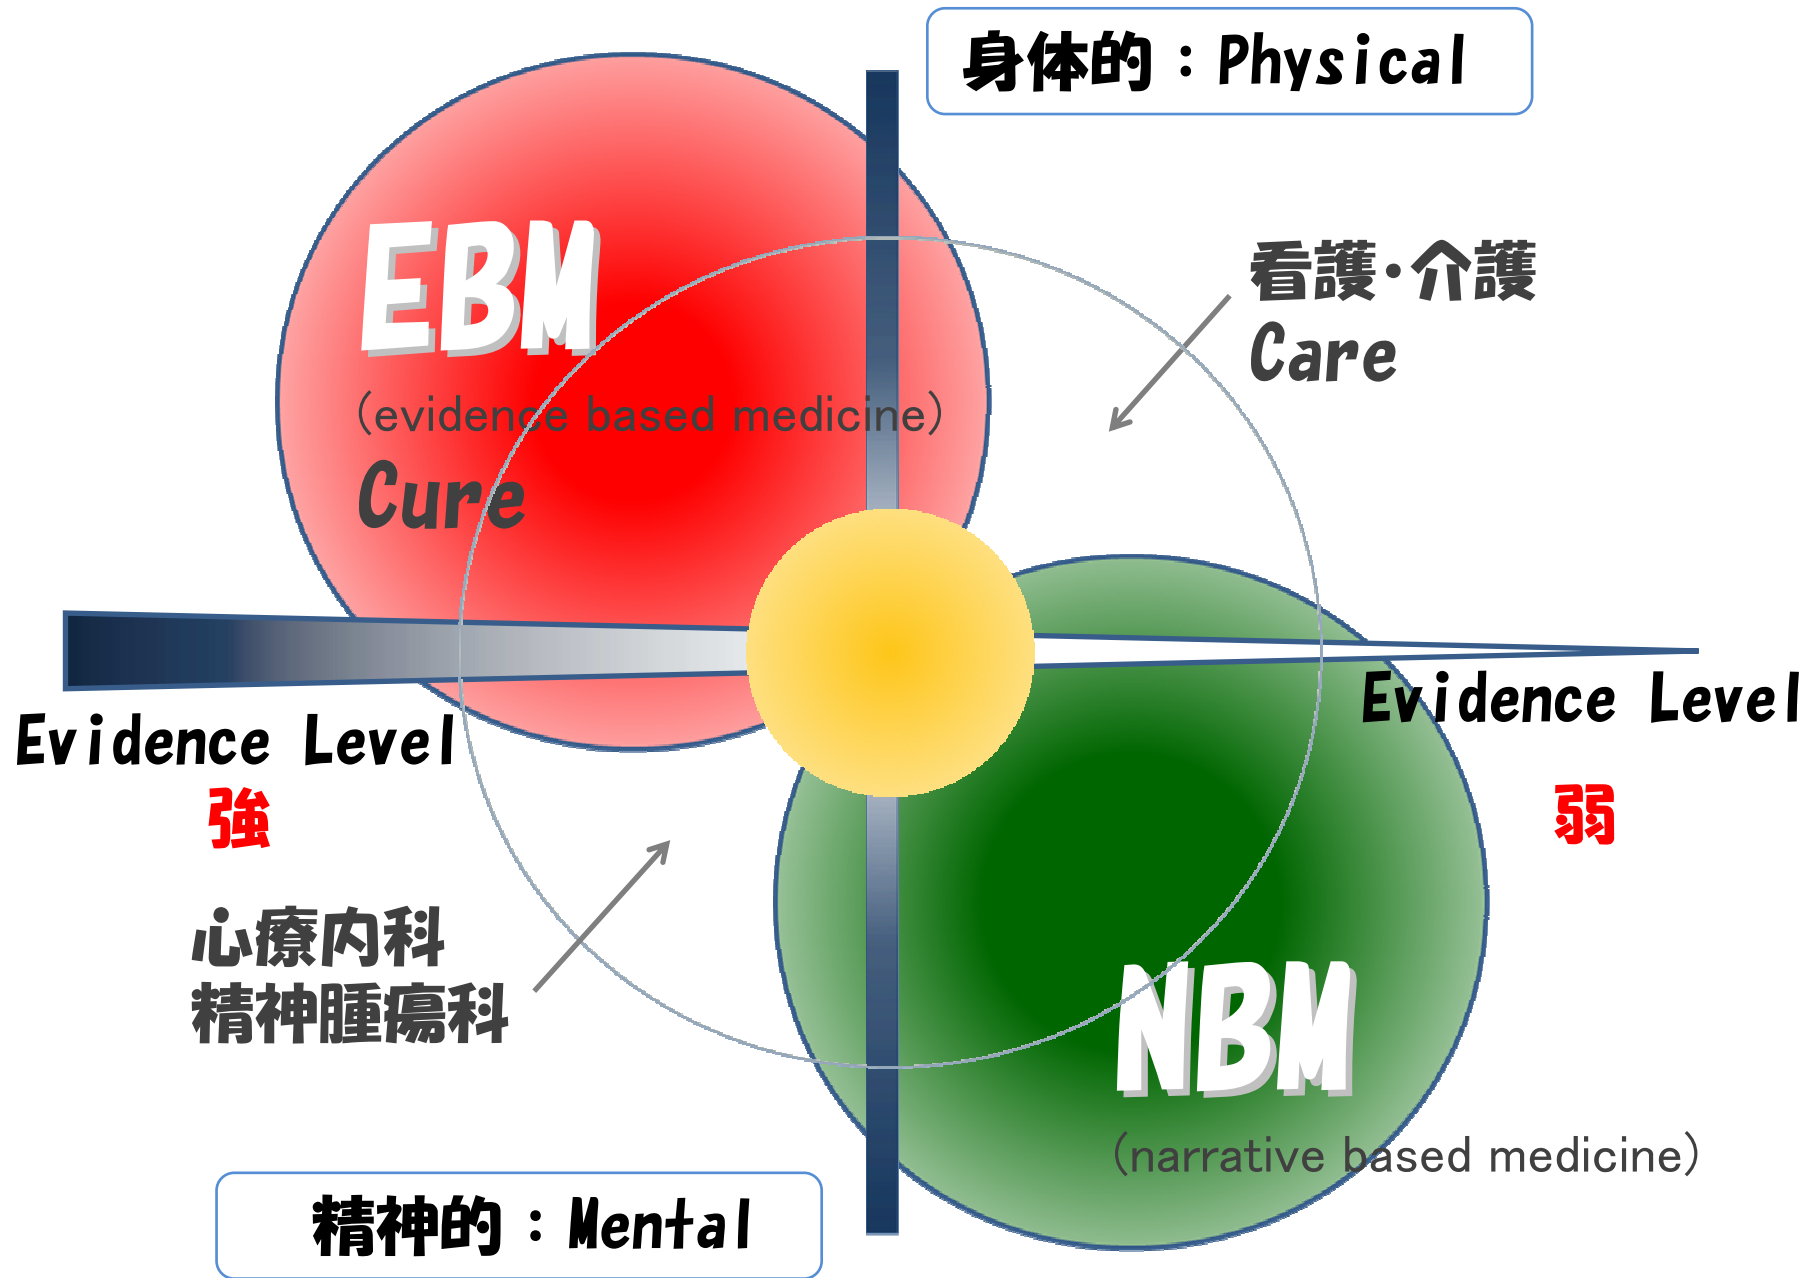 身体的：Physical
EBM
(evidence based medicine)
Cure
看護・介護
Care
Evidence Level
強
Evidence Level
弱
心療内科
精神腫瘍科
NBM
(narrative based medicine)
精神的：Mental